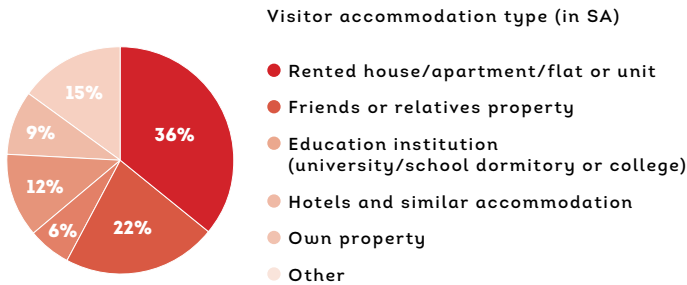 Visitor accommodation type (in SA)
Rented house/apartment/flat or unit
Friends or relatives property
Education institution
(university/school dormitory or college)
Hotels and similar accommodation
Own property
Other
36%
22%
6%
12%
9%
15%